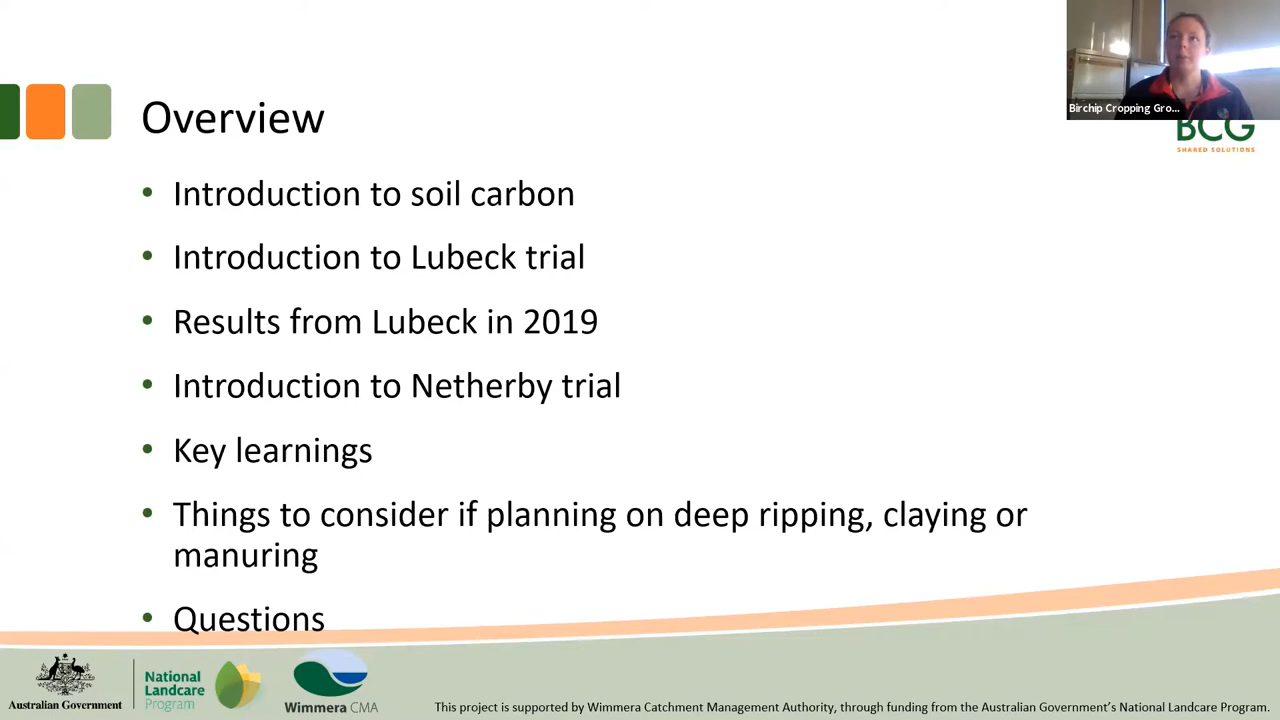 Birchip Cropping Gro...
BCG
SHARED SOLUTIONS
Overview
• Introduction to soil carbon
• Introduction to Lubeck trial
• Results from Lubeck in 2019
• Introduction to Netherby trial
• Key learnings
• Things to consider if planning on deep ripping, claying or
manuring
• Questions
Australian Government
National
Landcare
Program
Wimmera CMA
This project is supported by Wimmera Catchment Management Authority, through funding from the Australian Government's National Landcare Program.